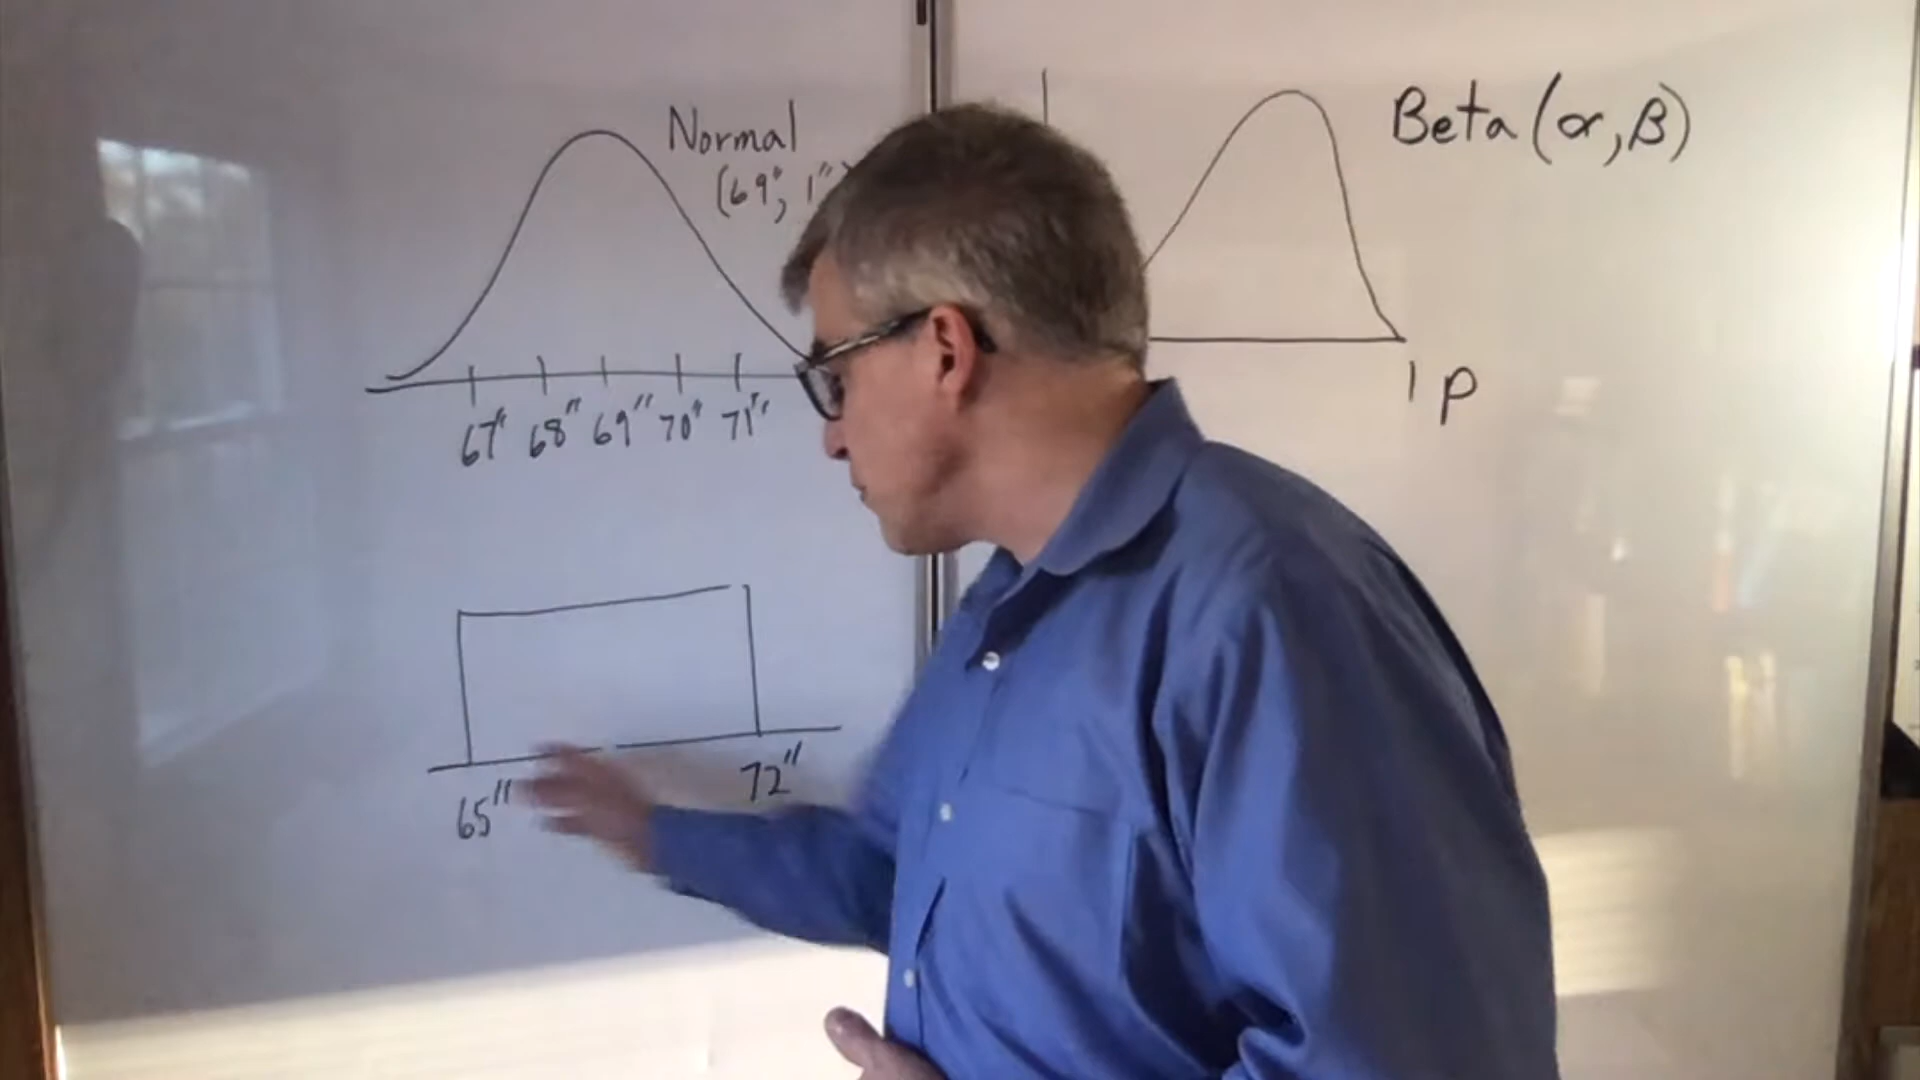 Normal
(69", 1")
67" 68" 69" 70" 71"
65" 72"
Beta(α,β)
1 p